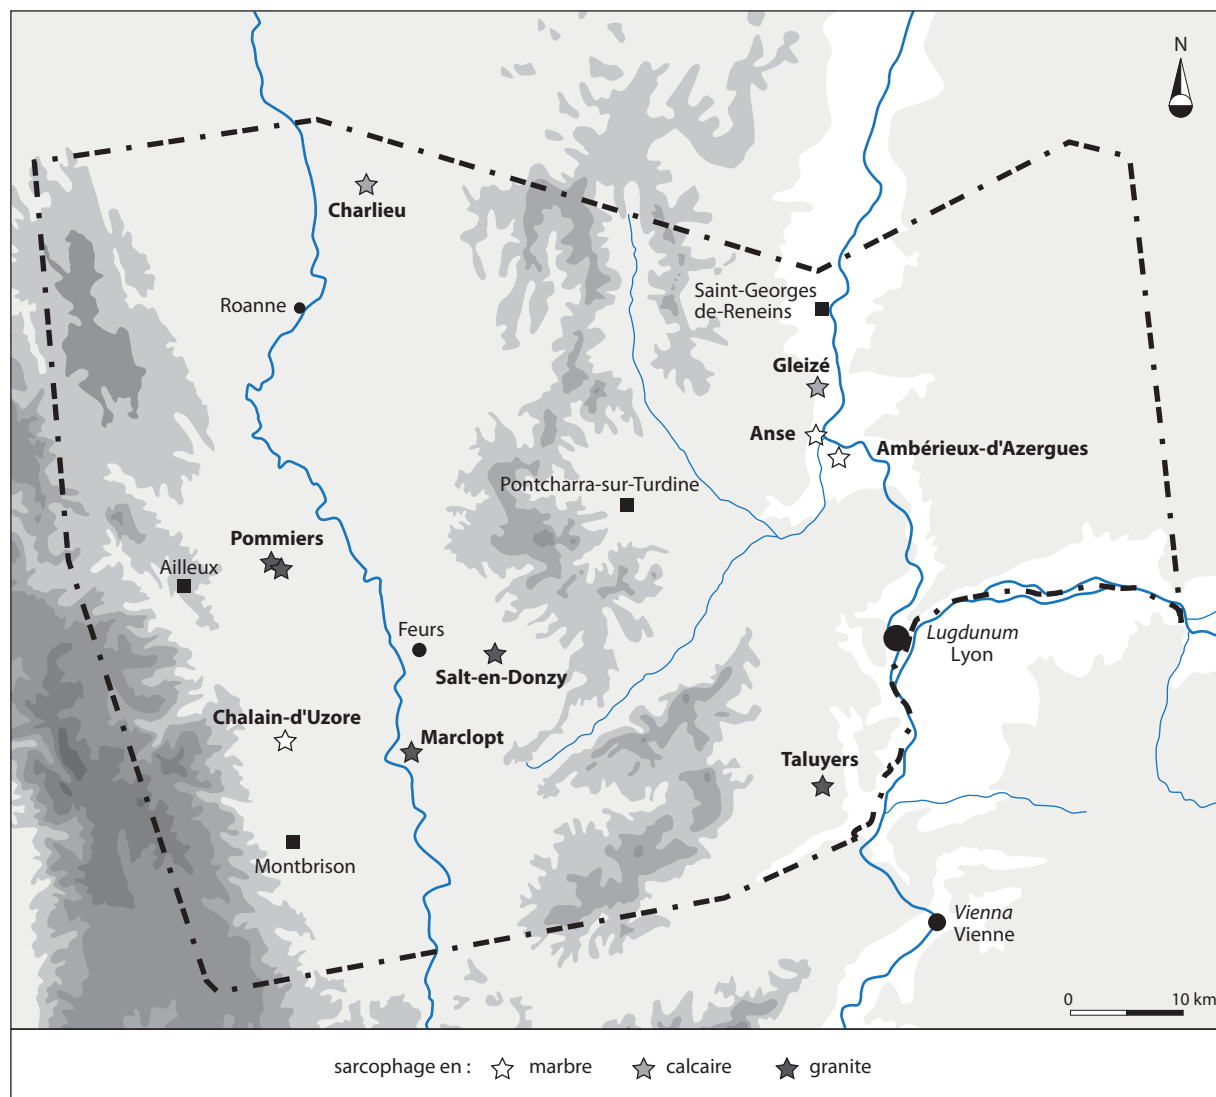 N
Charlieu
Roanne
Saint-Georges
de-Reneins
Gleizé
Anse
Ambérieux-d'Azergues
Pontcharra-sur-Turdine
Pommiers
Ailleux
Feurs
Lugdunum
Lyon
Salt-en-Donzy
Chalain-d'Uzore
Marclopt
Taluyers
Montbrison
Vienna
Vienne
0 10 km
sarcophage en : marbre calcaire granite